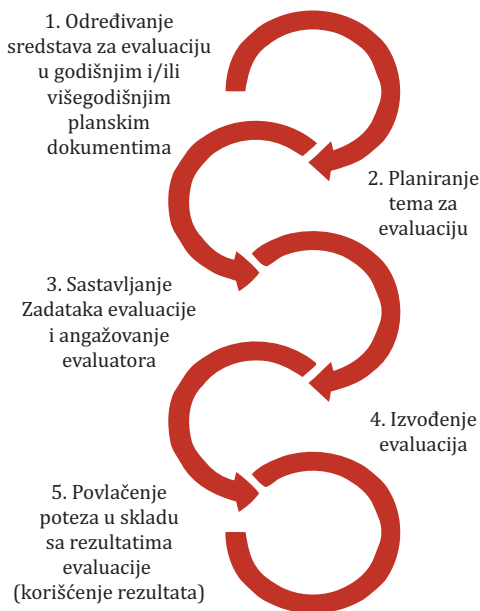 1. Određivanje
sredstava za evaluaciju
u godišnjim i/ili
višegodišnjim
planskim
dokumentima
2. Planiranje
tema za
evaluaciju
3. Sastavljanje
Zadataka evaluacije
i angažovanje
evaluatora
4. Izvođenje
evaluacija
5. Povlačenje
poteza u skladu
sa rezultatima
evaluacije
(korišćenje rezultata)